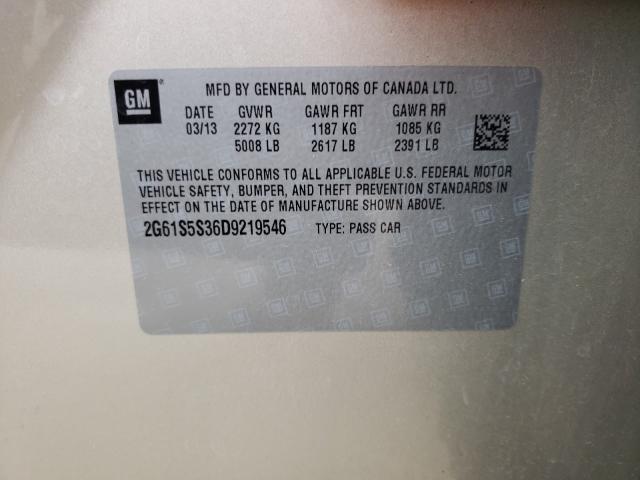 GM
MFD BY GENERAL MOTORS OF CANADA LTD.
DATE GVWR GAWR FRT GAWR RR
03/13 2272 KG 1187 KG 1085 KG
5008 LB 2617 LB 2391 LB
THIS VEHICLE CONFORMS TO ALL APPLICABLE U.S. FEDERAL MOTOR
VEHICLE SAFETY, BUMPER, AND THEFT PREVENTION STANDARDS IN
EFFECT ON THE DATE OF MANUFACTURE SHOWN ABOVE.
2G61S5S36D9219546 TYPE: PASS CAR